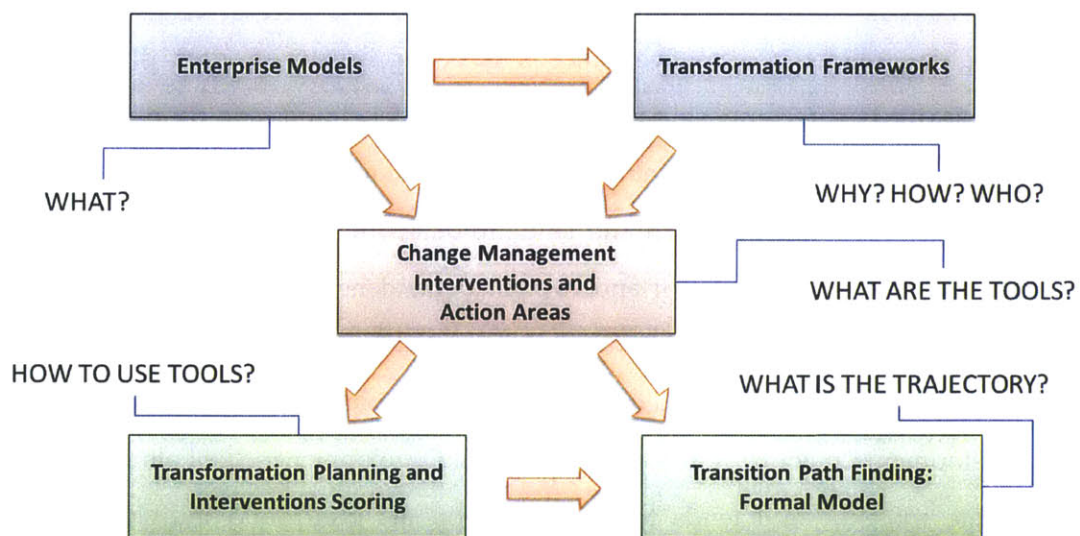 Enterprise Models
Transformation Frameworks
WHAT?
WHY? HOW? WHO?
Change Management
Interventions and
Action Areas
WHAT ARE THE TOOLS?
HOW TO USE TOOLS?
WHAT IS THE TRAJECTORY?
Transformation Planning and
Interventions Scoring
Transition Path Finding:
Formal Model